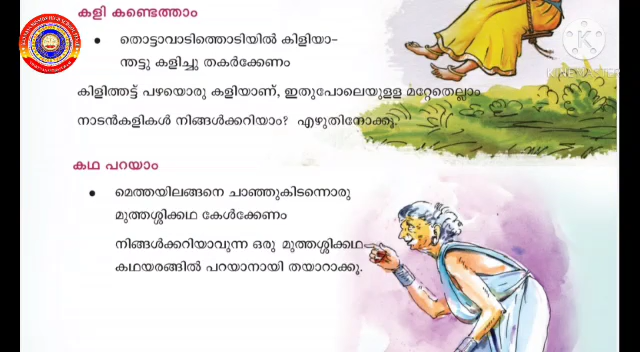 കളി കണ്ടെത്താം
• തൊട്ടാവാടിത്തൊടിയിൽ കിളിയാ-
ന്തട്ടു കളിച്ചു തകർക്കേണം
കിളിത്തട്ട് പഴയൊരു കളിയാണ്, ഇതുപോലെയുള്ള മറ്റേതെല്ലാം
നാടൻകളികൾ നിങ്ങൾക്കറിയാം? എഴുതിനോക്കൂ.
കഥ പറയാം
• മെത്തയിലങ്ങനെ ചാഞ്ഞുകിടന്നൊരു
മുത്തശ്ശിക്കഥ കേൾക്കേണം
നിങ്ങൾക്കറിയാവുന്ന ഒരു മുത്തശ്ശിക്കഥ
കഥയരങ്ങിൽ പറയാനായി തയാറാക്കൂ.